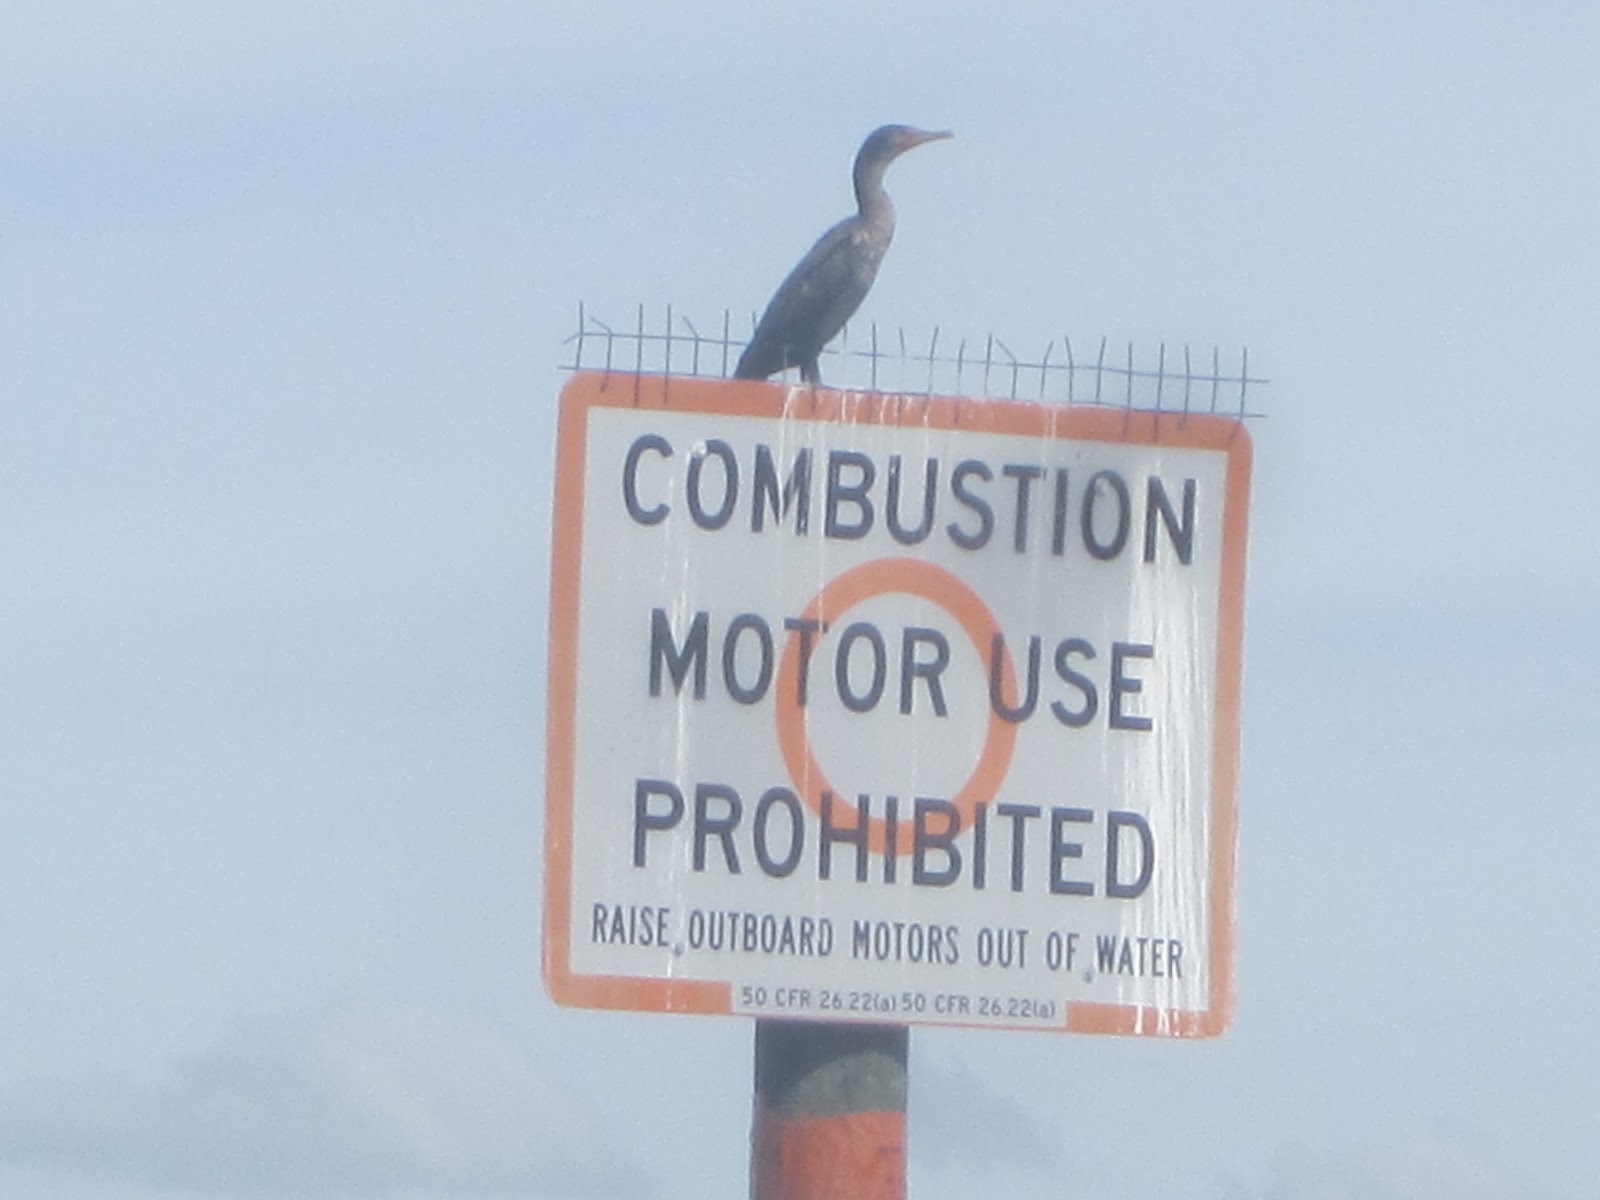 COMBUSTION
MOTOR USE
PROHIBITED
RAISE OUTBOARD MOTORS OUT OF WATER
50 CFR 26.22(a) 50 CFR 26.22(a)